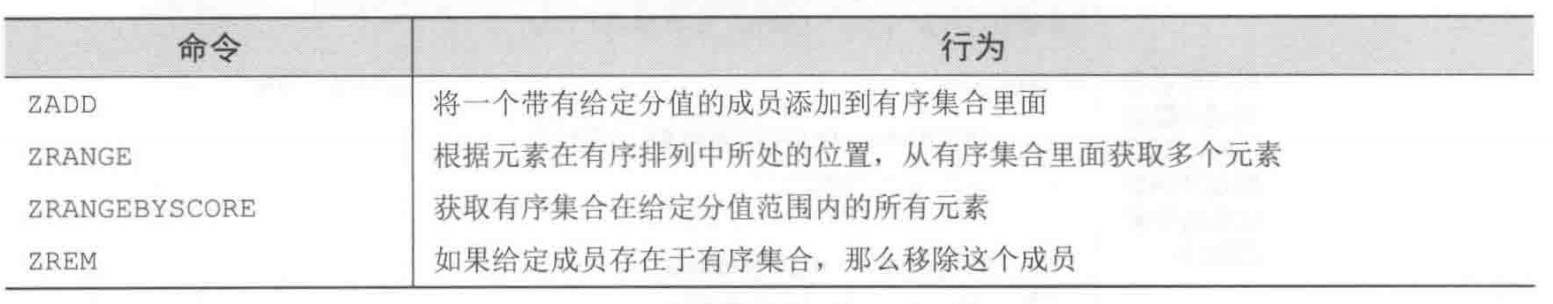 命令 行为
ZADD 将一个带有给定分值的成员添加到有序集合里面
ZRANGE 根据元素在有序排列中所处的位置，从有序集合里面获取多个元素
ZRANGEBYSCORE 获取有序集合在给定分值范围内的所有元素
ZREM 如果给定成员存在于有序集合，那么移除这个成员